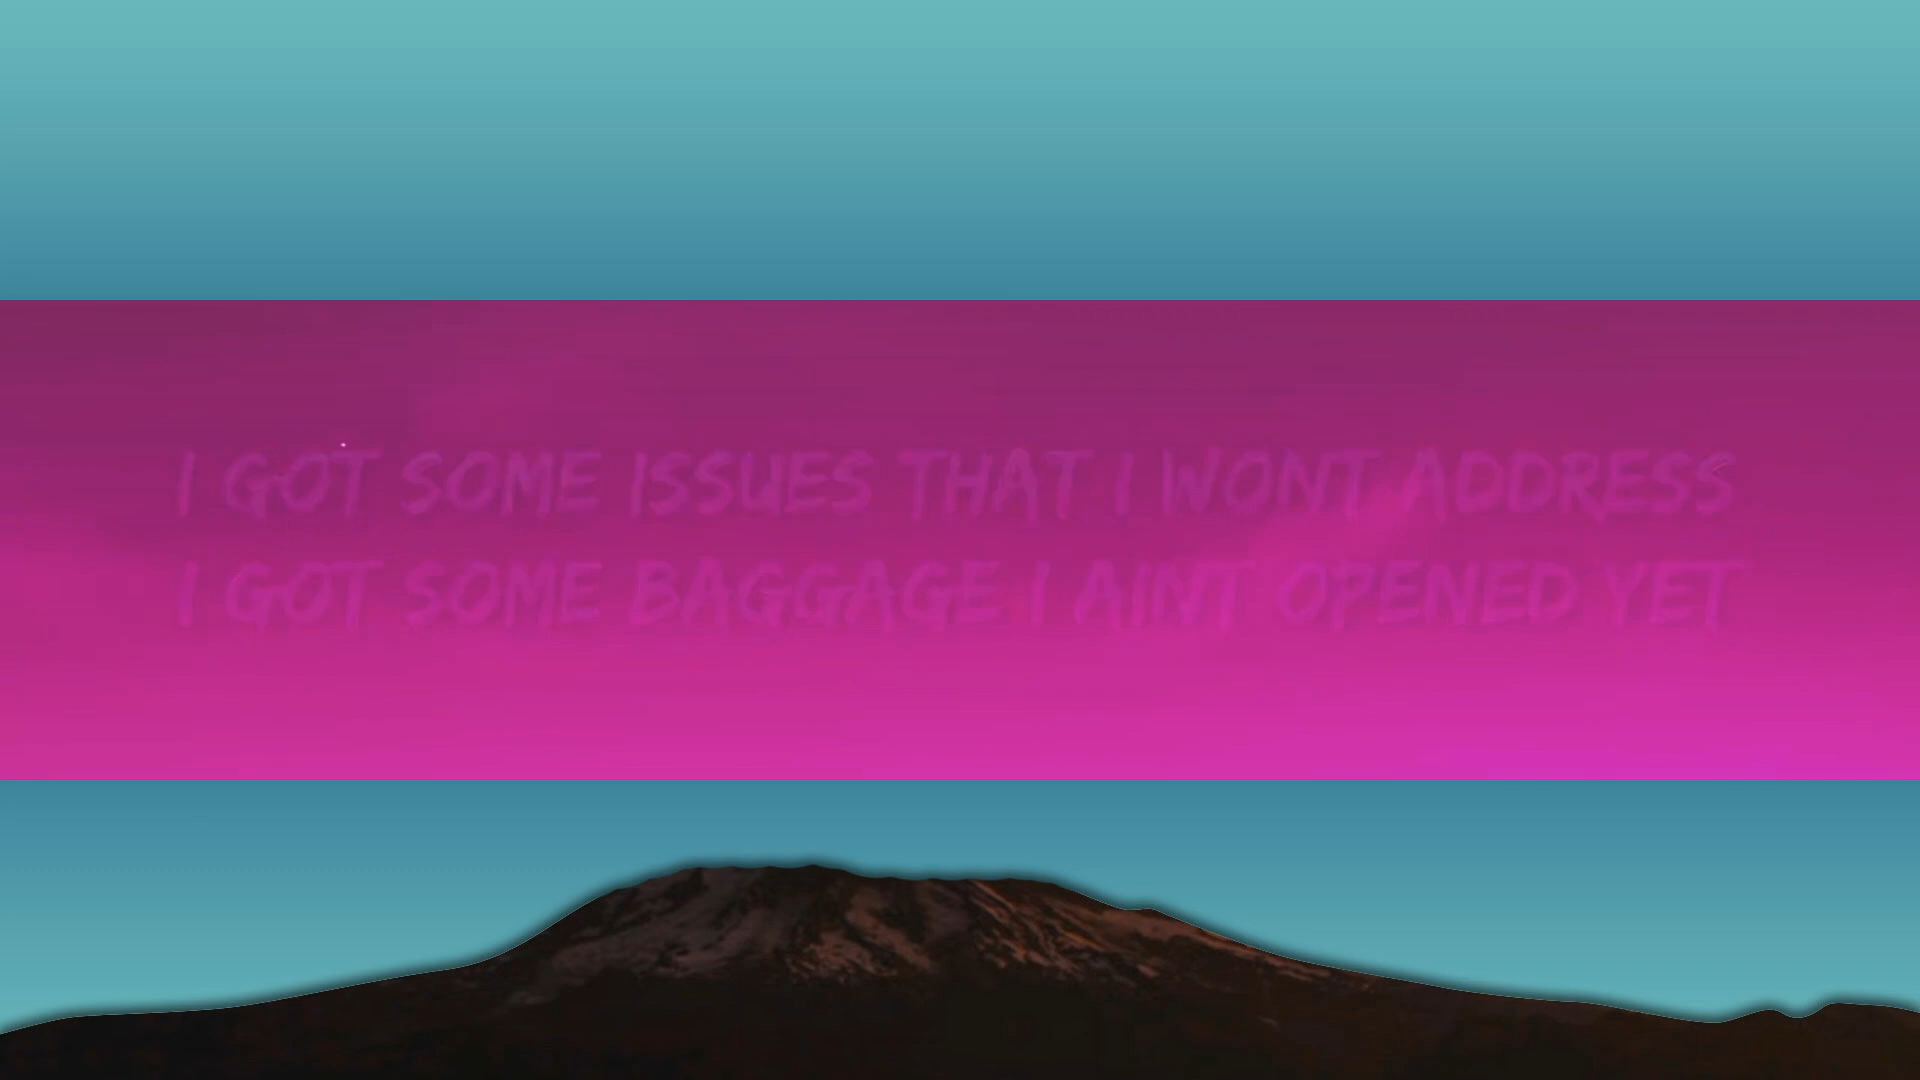 I GOT SOME ISSUES THAT I WONT ADDRESS
I GOT SOME BAGGAGE I AINT OPENED YET